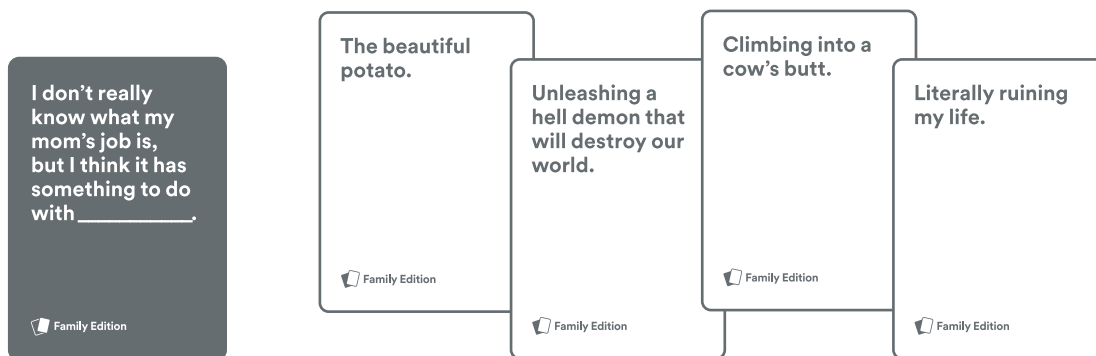 I don’t really
know what my
mom’s job is,
but I think it has
something to do
with ___________.
Family Edition
The beautiful
potato.
Family Edition
Unleashing a
hell demon that
will destroy our
world.
Family Edition
Climbing into a
cow’s butt.
Family Edition
Literally ruining
my life.
Family Edition